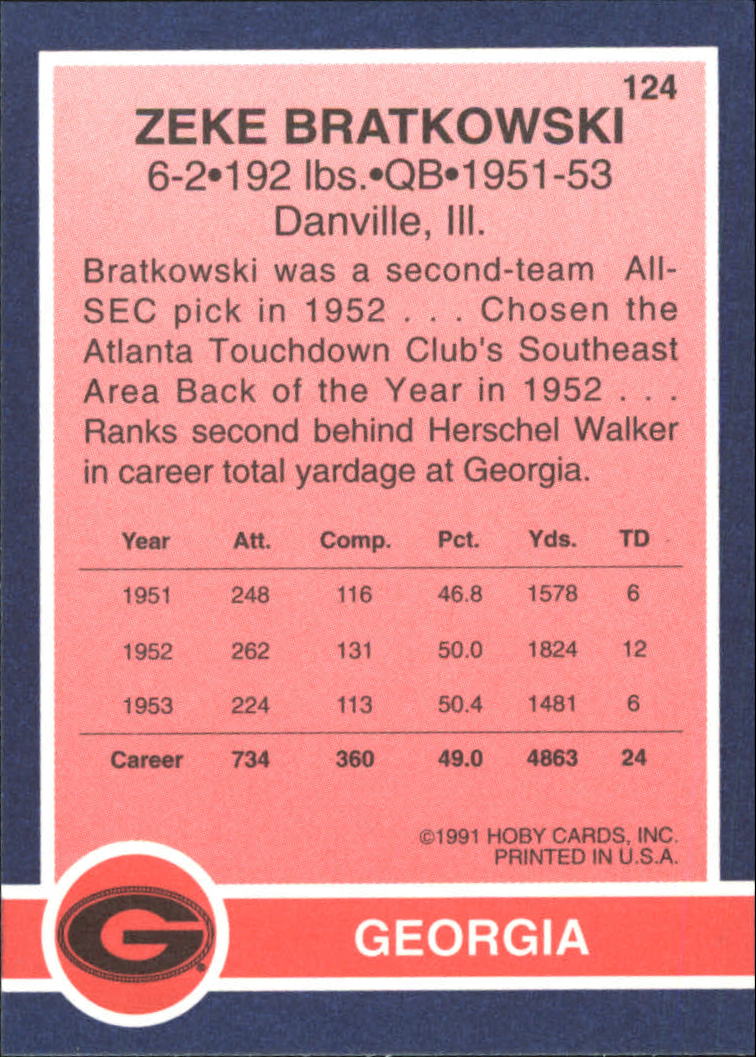 124
ZEKE BRATKOWSKI
6-2•192 lbs.•QB•1951-53
Danville, Ill.
Bratkowski was a second-team All-
SEC pick in 1952 . . . Chosen the
Atlanta Touchdown Club's Southeast
Area Back of the Year in 1952 . . .
Ranks second behind Herschel Walker
in career total yardage at Georgia.
Year Att. Comp. Pct. Yds. TD
1951 248 116 46.8 1578 6
1952 262 131 50.0 1824 12
1953 224 113 50.4 1481 6
Career 734 360 49.0 4863 24
©1991 HOBY CARDS, INC.
PRINTED IN U.S.A.
G
GEORGIA